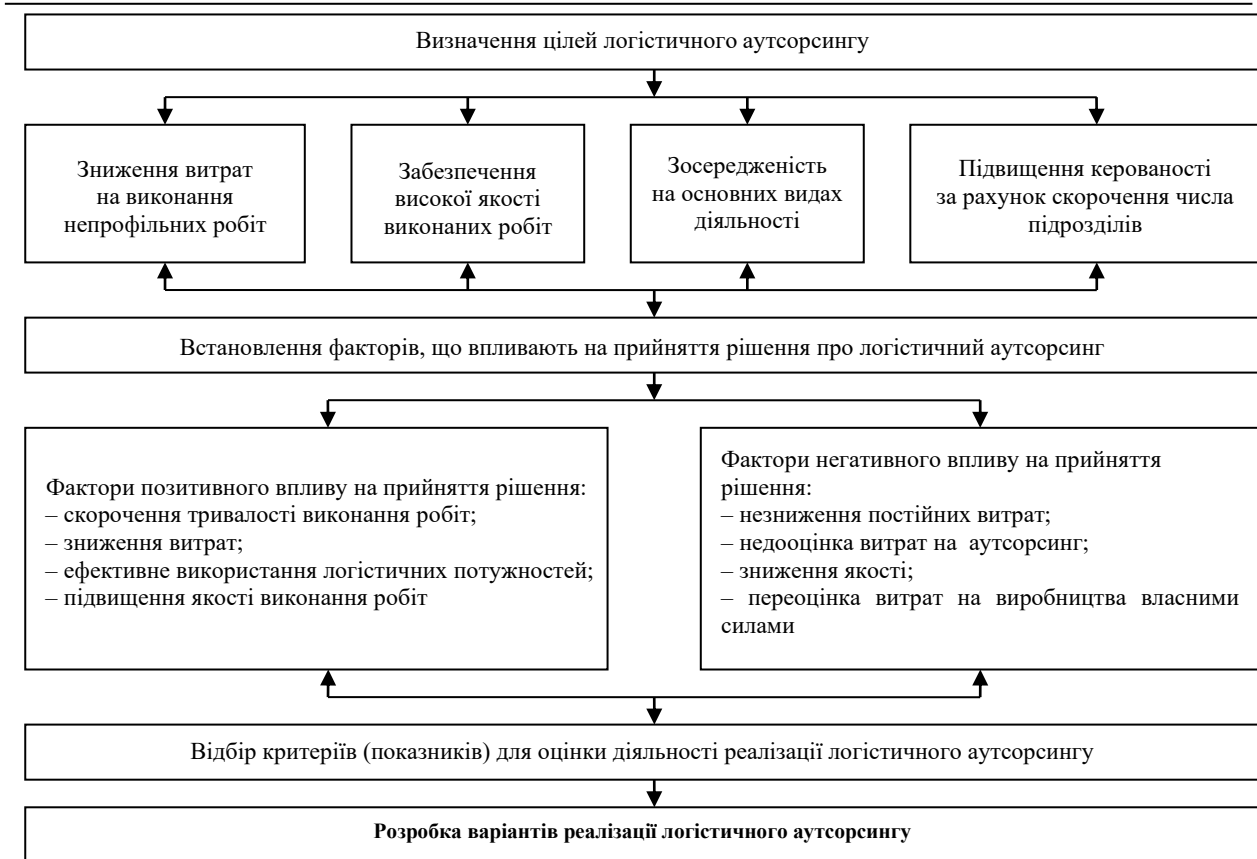 Визначення цілей логістичного аутсорсингу
Зниження витрат
на виконання
непрофільних робіт
Забезпечення
високої якості
виконаних робіт
Зосередженість
на основних видах
діяльності
Підвищення керованості
за рахунок скорочення числа
підрозділів
Встановлення факторів, що впливають на прийняття рішення про логістичний аутсорсинг
Фактори позитивного впливу на прийняття рішення:
– скорочення тривалості виконання робіт;
– зниження витрат;
– ефективне використання логістичних потужностей;
– підвищення якості виконання робіт
Фактори негативного впливу на прийняття
рішення:
– незниження постійних витрат;
– недооцінка витрат на аутсорсинг;
– зниження якості;
– переоцінка витрат на виробництва власними
силами
Відбір критеріїв (показників) для оцінки діяльності реалізації логістичного аутсорсингу
Розробка варіантів реалізації логістичного аутсорсингу